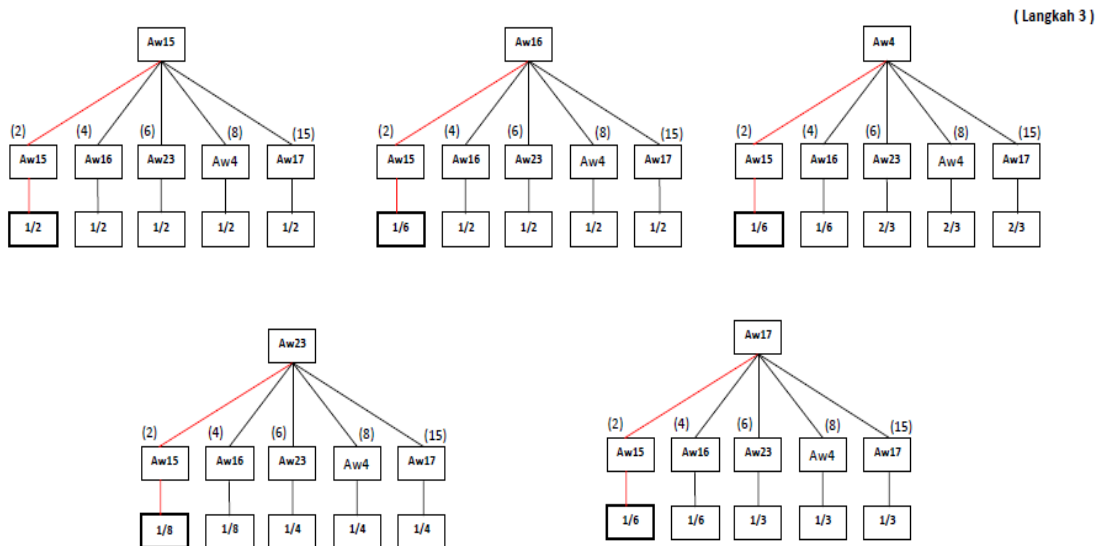 ( Langkah 3 )
Aw15 Aw16 Aw4
(2) (4) (6) (8) (15) (2) (4) (6) (8) (15) (2) (4) (6) (8) (15)
Aw15 Aw16 Aw23 Aw4 Aw17 Aw15 Aw16 Aw23 Aw4 Aw17 Aw15 Aw16 Aw23 Aw4 Aw17
1/2 1/2 1/2 1/2 1/2 1/6 1/2 1/2 1/2 1/2 1/6 1/6 2/3 2/3 2/3
Aw23 Aw17
(2) (4) (6) (8) (15) (2) (4) (6) (8) (15)
Aw15 Aw16 Aw23 Aw4 Aw17 Aw15 Aw16 Aw23 Aw4 Aw17
1/8 1/8 1/4 1/4 1/4 1/6 1/6 1/3 1/3 1/3